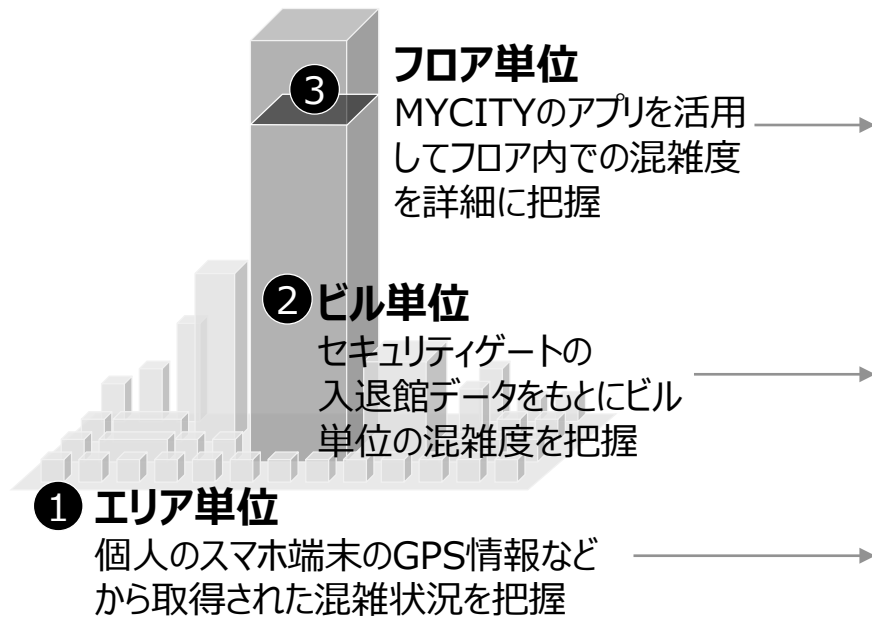 ❸ フロア単位
MYCITYのアプリを活用
してフロア内での混雑度
を詳細に把握
❷ ビル単位
セキュリティゲートの
入退館データをもとにビル
単位の混雑度を把握
❶ エリア単位
個人のスマホ端末のGPS情報など
から取得された混雑状況を把握